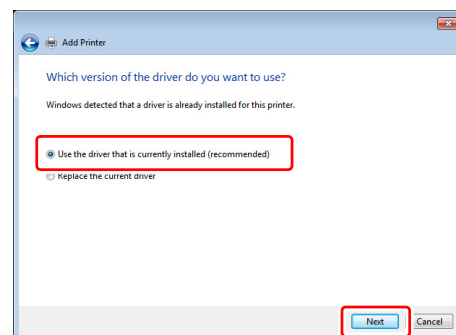 Add Printer
Which version of the driver do you want to use?
Windows detected that a driver is already installed for this printer.
Use the driver that is currently installed (recommended)
Replace the current driver
Next Cancel